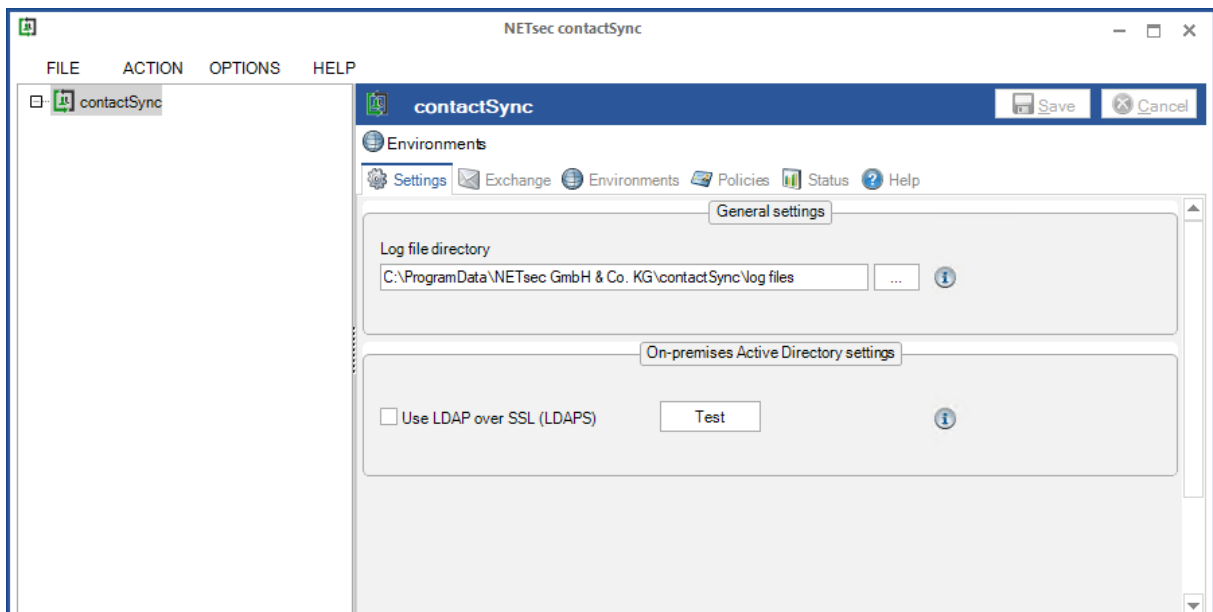 NETsec contactSync
FILE ACTION OPTIONS HELP
contactSync
contactSync
Save Cancel
Environments
Settings Exchange Environments Policies Status Help
General settings
Log file directory
C:\ProgramData\NETsec GmbH & Co. KG\contactSync\log files ...
On-premises Active Directory settings
Use LDAP over SSL (LDAPS) Test